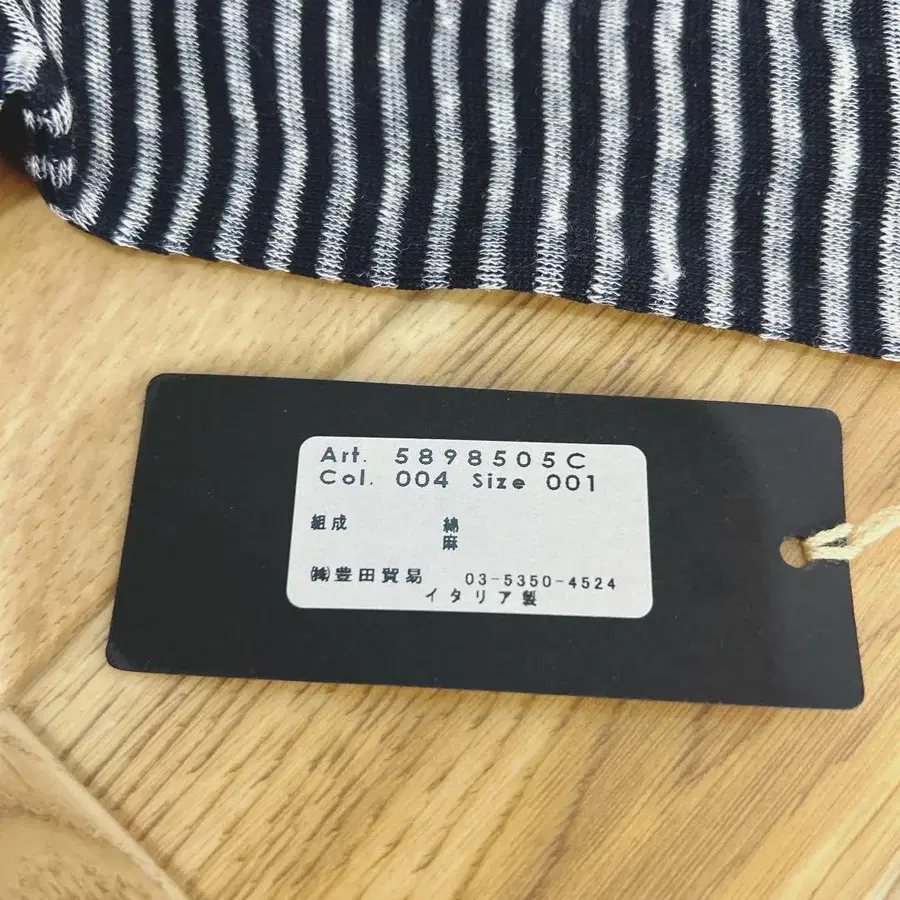 Art. 5898505C
Col. 004 Size 001
組成 綿
麻
㈱豊田貿易 03-5350-4524
イタリア製